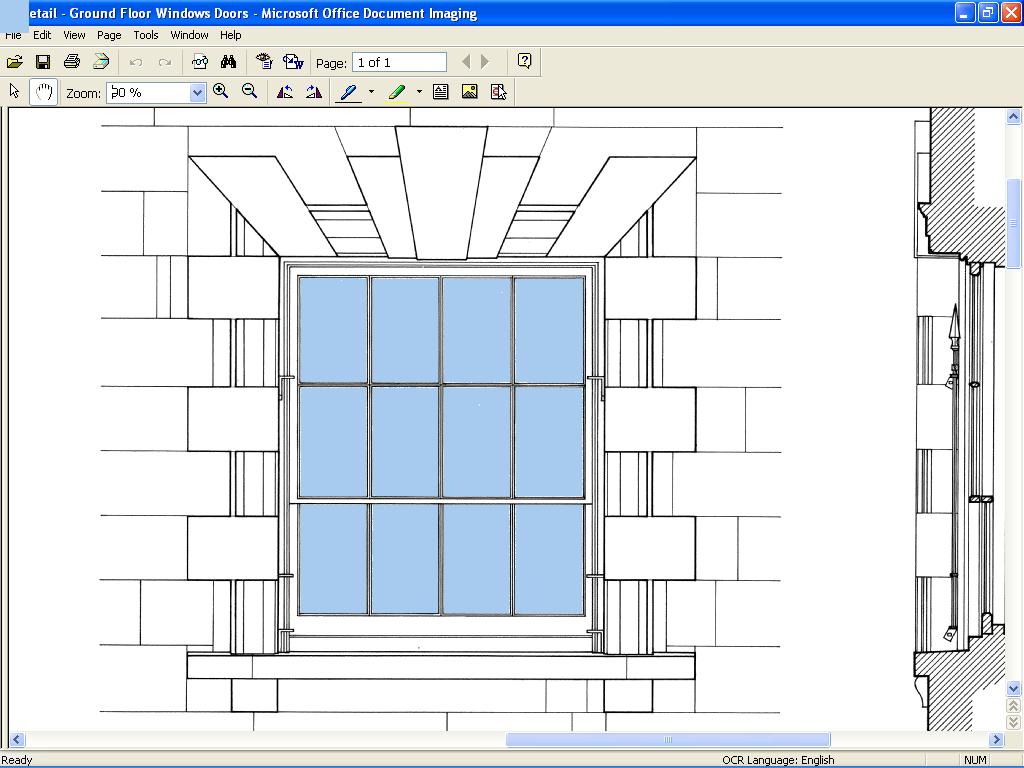 etail - Ground Floor Windows Doors - Microsoft Office Document Imaging
File Edit View Page Tools Window Help
Page: 1 of 1
Zoom: 0 %
Ready OCR Language: English NUM